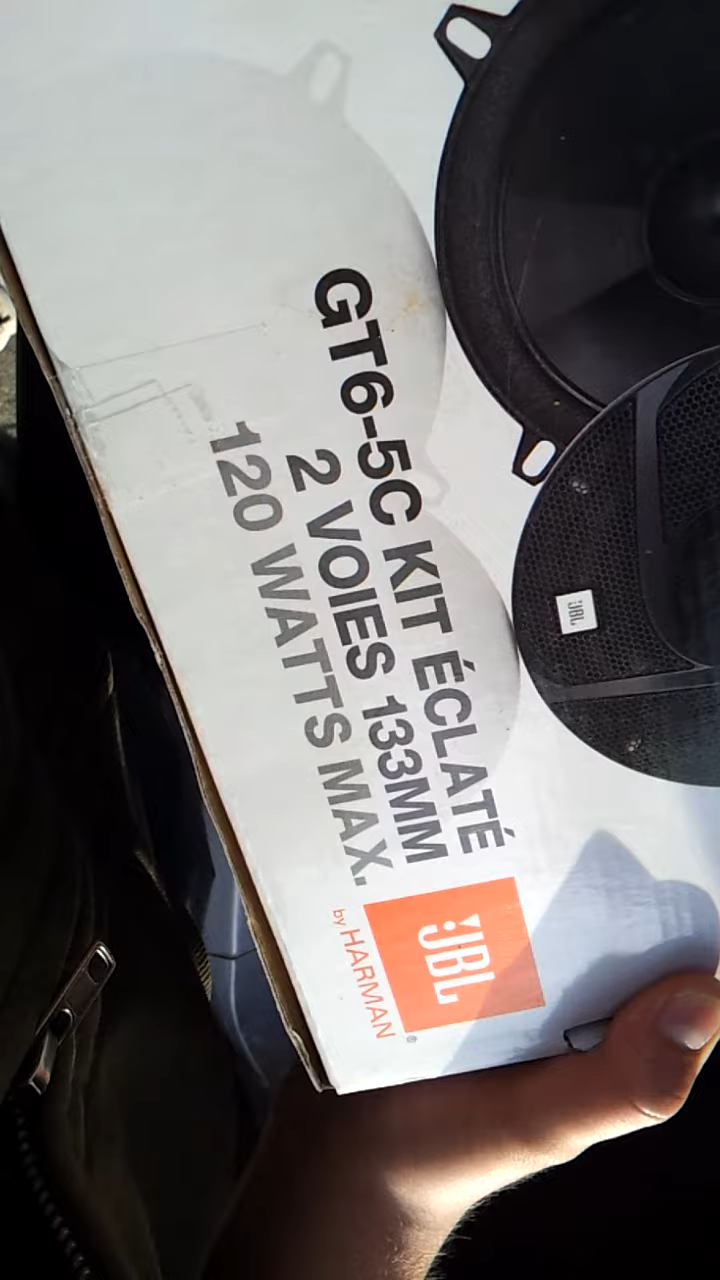 GT6-5C KIT ÉCLATÉ
2 VOIES 133MM
120 WATTS MAX.
JBL
by HARMAN
®
JBL